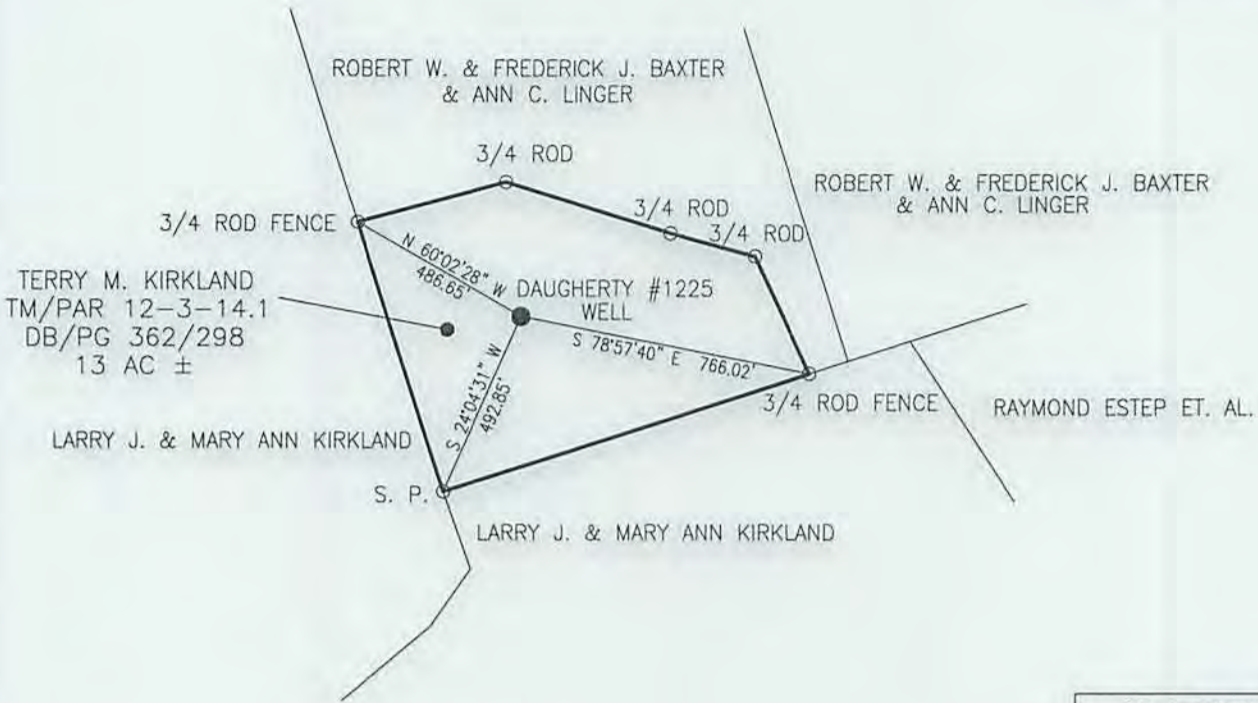 ROBERT W. & FREDERICK J. BAXTER
& ANN C. LINGER
3/4 ROD
ROBERT W. & FREDERICK J. BAXTER
& ANN C. LINGER
3/4 ROD
3/4 ROD
3/4 ROD FENCE
N 60°02'28" W
486.65'
TERRY M. KIRKLAND
TM/PAR 12-3-14.1
DB/PG 362/298
13 AC ±
DAUGHERTY #1225
WELL
S 78°57'40" E 766.02'
S 24°04'31" W
492.85'
3/4 ROD FENCE
RAYMOND ESTEP ET. AL.
LARRY J. & MARY ANN KIRKLAND
S. P.
LARRY J. & MARY ANN KIRKLAND